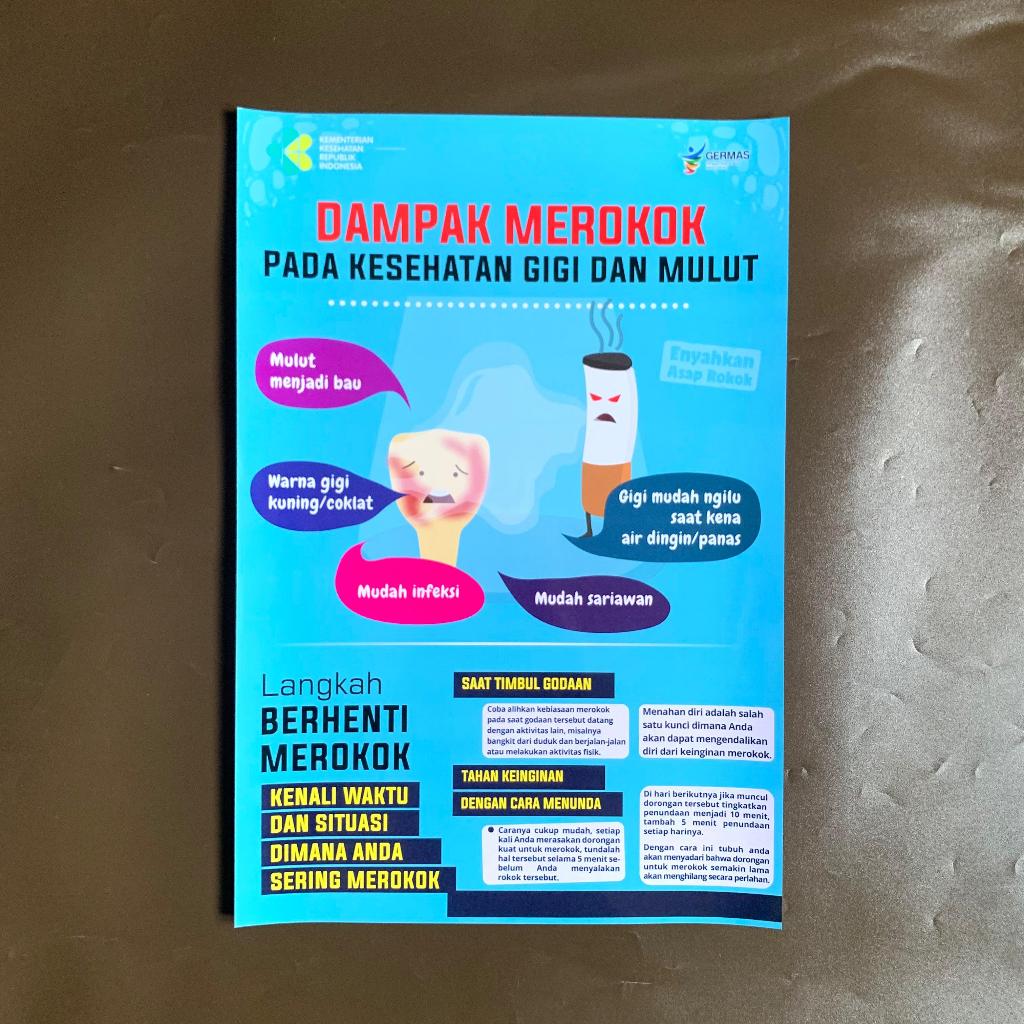 KEMENTERIAN
KESEHATAN
REPUBLIK
INDONESIA
GERMAS
DAMPAK MEROKOK
PADA KESEHATAN GIGI DAN MULUT
Mulut
menjadi bau
Enyahkan
Asap Rokok
Warna gigi
kuning/coklat
Gigi mudah ngilu
saat kena
air dingin/panas
Mudah infeksi
Mudah sariawan
Langkah
BERHENTI
MEROKOK
KENALI WAKTU
DAN SITUASI
DIMANA ANDA
SERING MEROKOK
SAAT TIMBUL GODAAN
Coba alihkan kebiasaan merokok
pada saat godaan tersebut datang
dengan aktivitas lain, misalnya
bangkit dari duduk dan berjalan-jalan
atau melakukan aktivitas fisik.
Menahan diri adalah salah
satu kunci dimana Anda
akan dapat mengendalikan
diri dari keinginan merokok.
TAHAN KEINGINAN
DENGAN CARA MENUNDA
● Caranya cukup mudah, setiap
kali Anda merasakan dorongan
kuat untuk merokok, tundalah
hal tersebut selama 5 menit se-
belum Anda menyalakan
rokok tersebut.
Di hari berikutnya jika muncul
dorongan tersebut tingkatkan
penundaan menjadi 10 menit,
tambah 5 menit penundaan
setiap harinya.
Dengan cara ini tubuh anda
akan menyadari bahwa dorongan
untuk merokok semakin lama
akan menghilang secara perlahan.